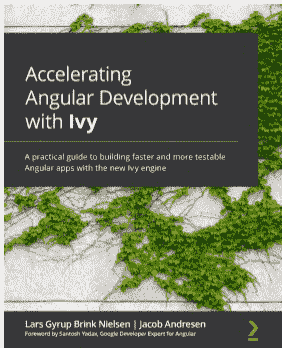 Accelerating
Angular Development
with Ivy
A practical guide to building faster and more testable
Angular apps with the new Ivy engine
Lars Gyrup Brink Nielsen | Jacob Andresen
Foreword by Santosh Yadav, Google Developer Expert for Angular